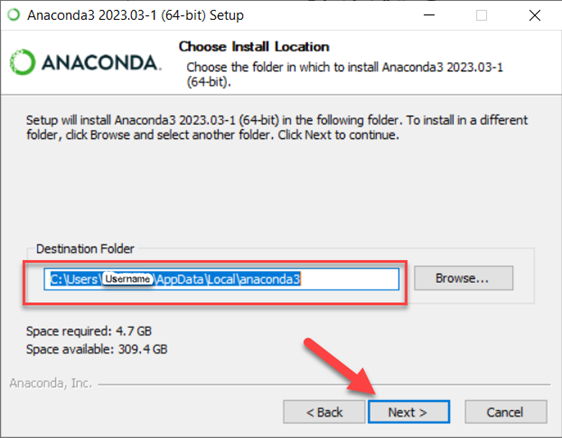 Anaconda3 2023.03-1 (64-bit) Setup
Choose Install Location
Choose the folder in which to install Anaconda3 2023.03-1
(64-bit).
ANACONDA.
Setup will install Anaconda3 2023.03-1 (64-bit) in the following folder. To install in a different
folder, click Browse and select another folder. Click Next to continue.
Destination Folder
C:\Users\Username\AppData\Local\anaconda3
Browse...
Space required: 4.7 GB
Space available: 309.4 GB
Anaconda, Inc.
< Back
Next >
Cancel